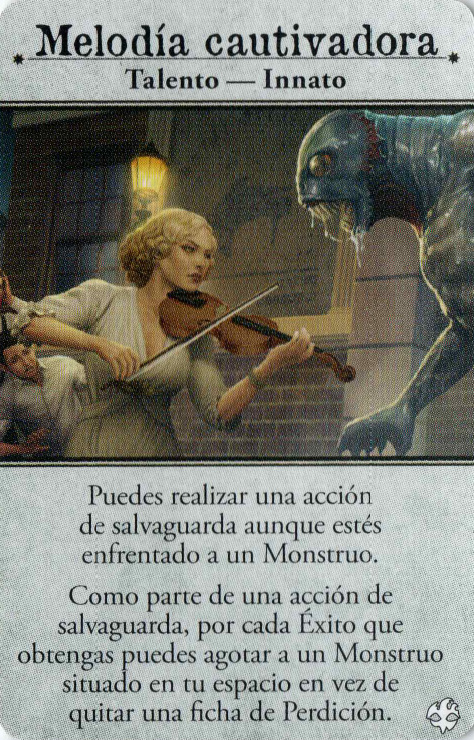 Melodía cautivadora
Talento — Innato
Puedes realizar una acción
de salvaguarda aunque estés
enfrentado a un Monstruo.
Como parte de una acción de
salvaguarda, por cada Éxito que
obtengas puedes agotar a un Monstruo
situado en tu espacio en vez de
quitar una ficha de Perdición.